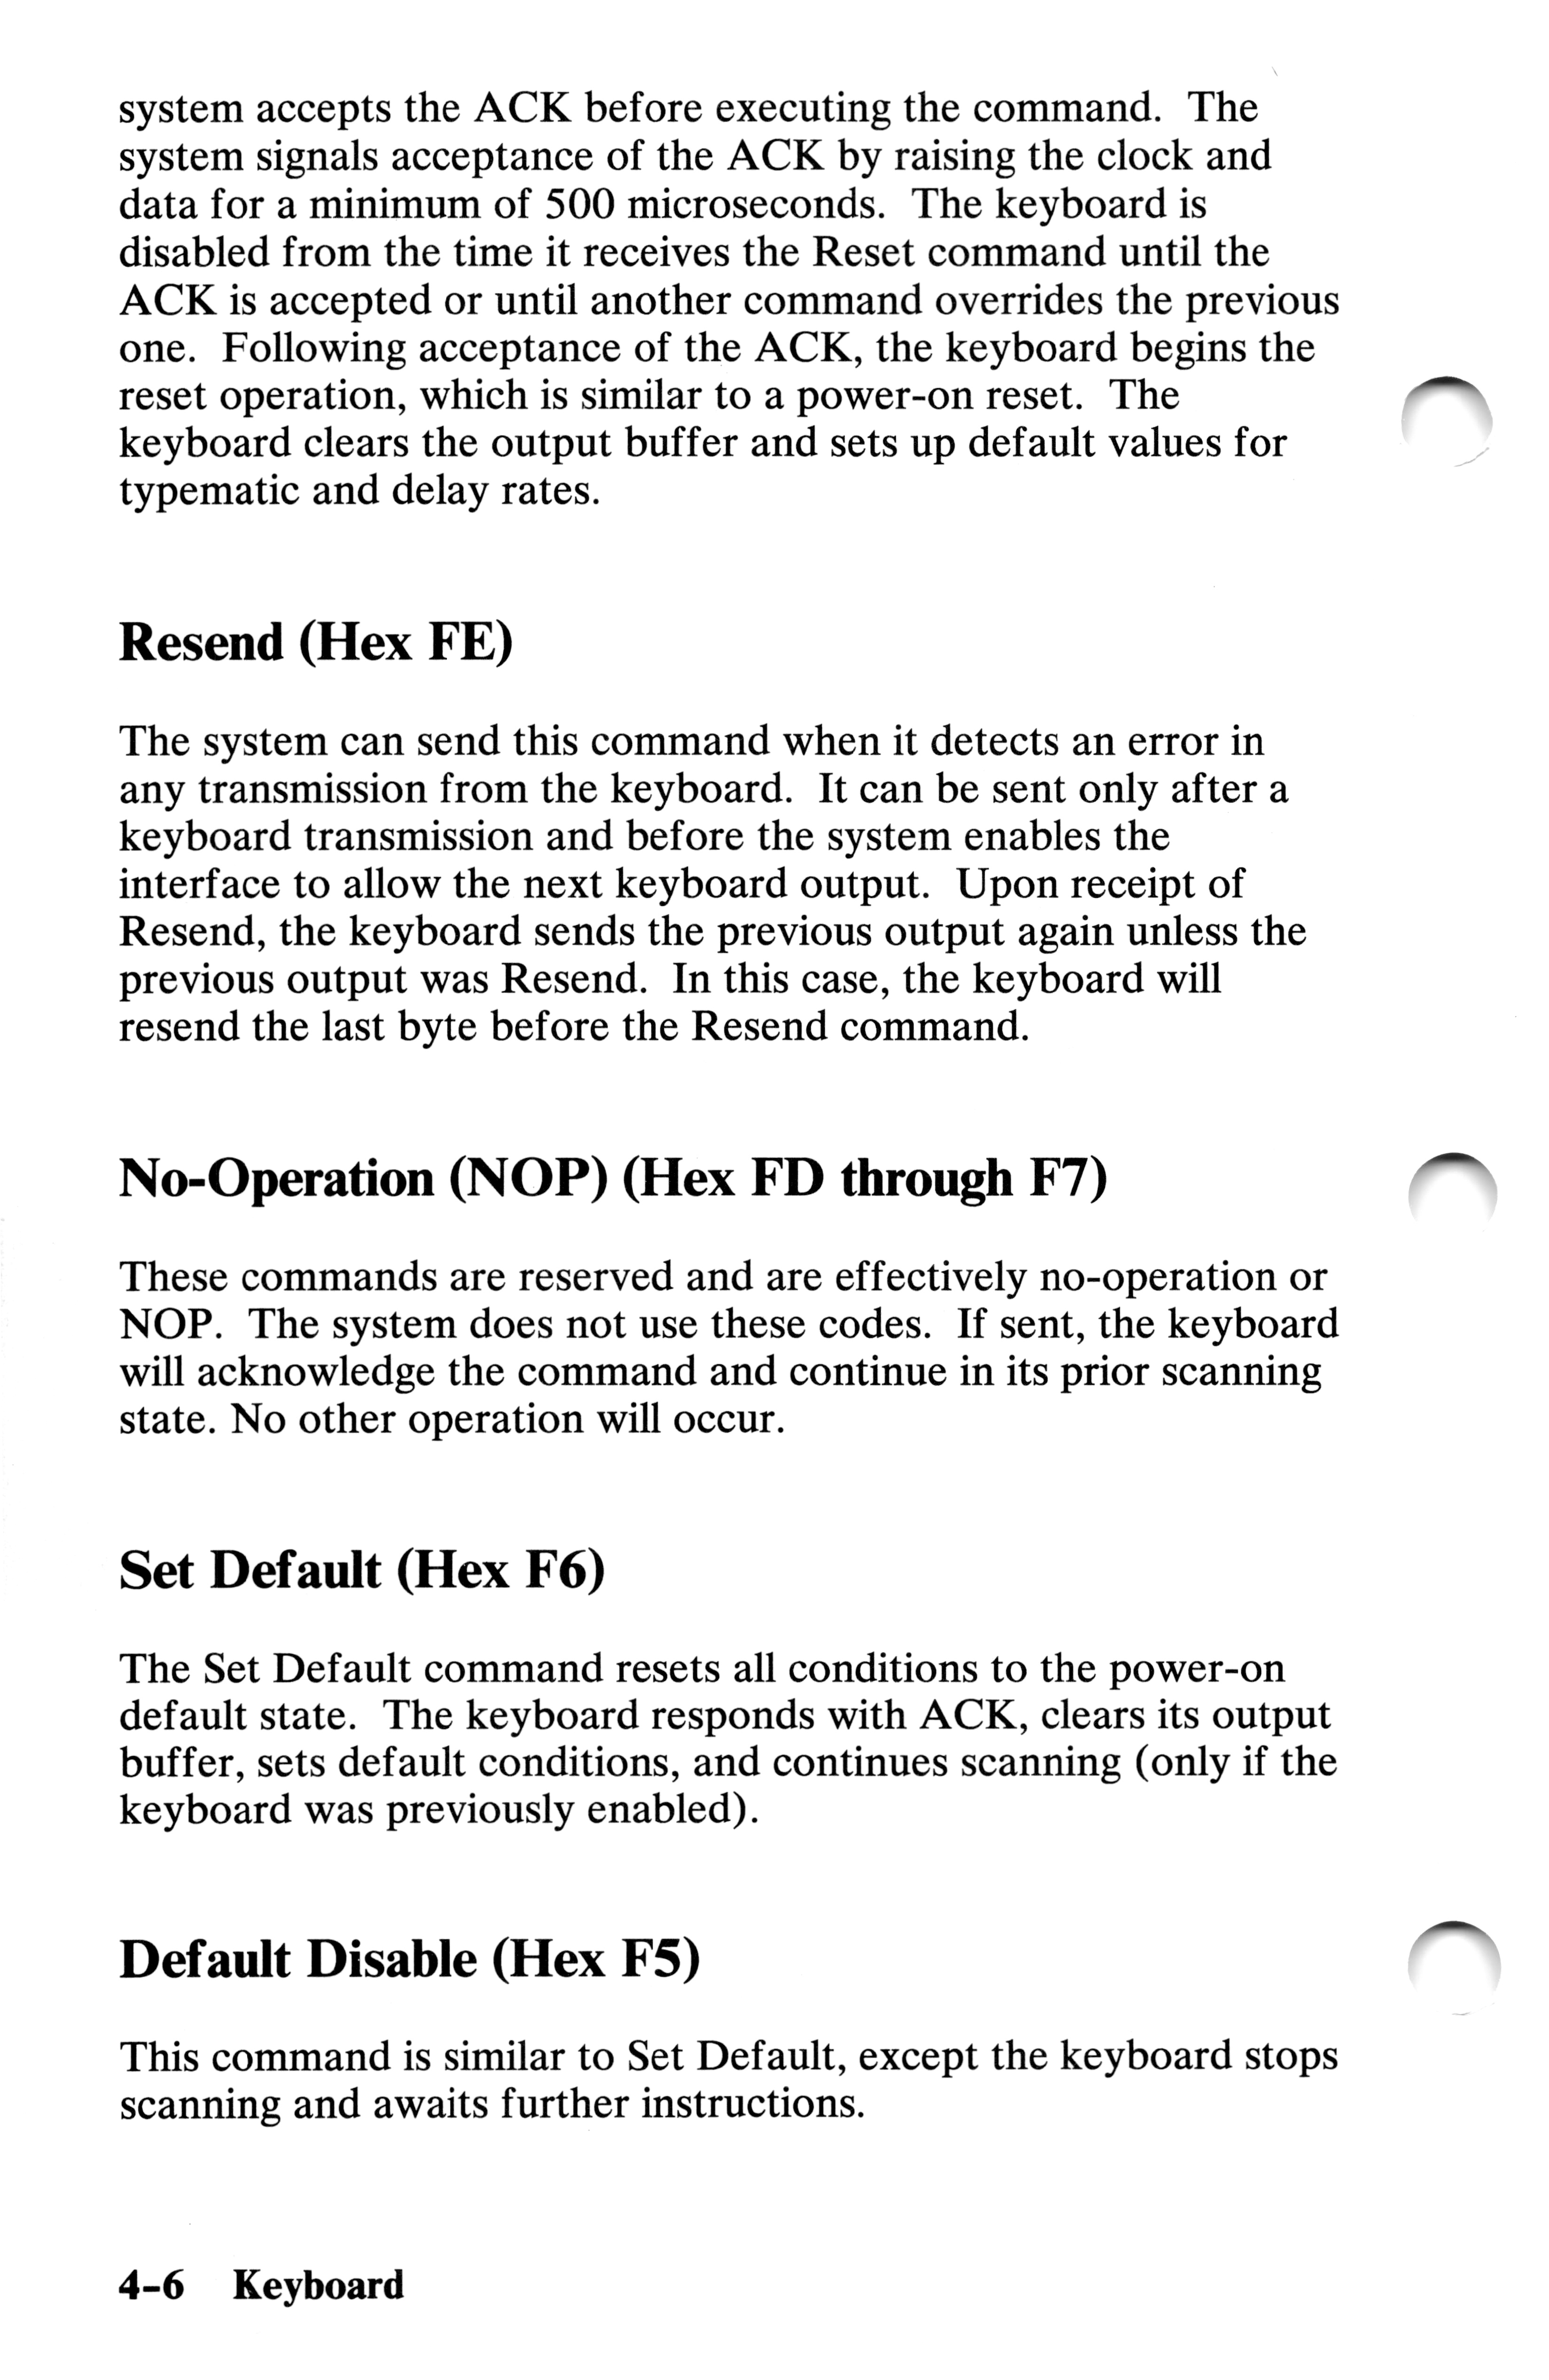 system accepts the ACK before executing the command. The
system signals acceptance of the ACK by raising the clock and
data for a minimum of 500 microseconds. The keyboard is
disabled from the time it receives the Reset command until the
ACK is accepted or until another command overrides the previous
one. Following acceptance of the ACK, the keyboard begins the
reset operation, which is similar to a power-on reset. The
keyboard clears the output buffer and sets up default values for
typematic and delay rates.
Resend (Hex FE)
The system can send this command when it detects an error in
any transmission from the keyboard. It can be sent only after a
keyboard transmission and before the system enables the
interface to allow the next keyboard output. Upon receipt of
Resend, the keyboard sends the previous output again unless the
previous output was Resend. In this case, the keyboard will
resend the last byte before the Resend command.
No-Operation (NOP) (Hex FD through F7)
These commands are reserved and are effectively no-operation or
NOP. The system does not use these codes. If sent, the keyboard
will acknowledge the command and continue in its prior scanning
state. No other operation will occur.
Set Default (Hex F6)
The Set Default command resets all conditions to the power-on
default state. The keyboard responds with ACK, clears its output
buffer, sets default conditions, and continues scanning (only if the
keyboard was previously enabled).
Default Disable (Hex F5)
This command is similar to Set Default, except the keyboard stops
scanning and awaits further instructions.
4-6 Keyboard